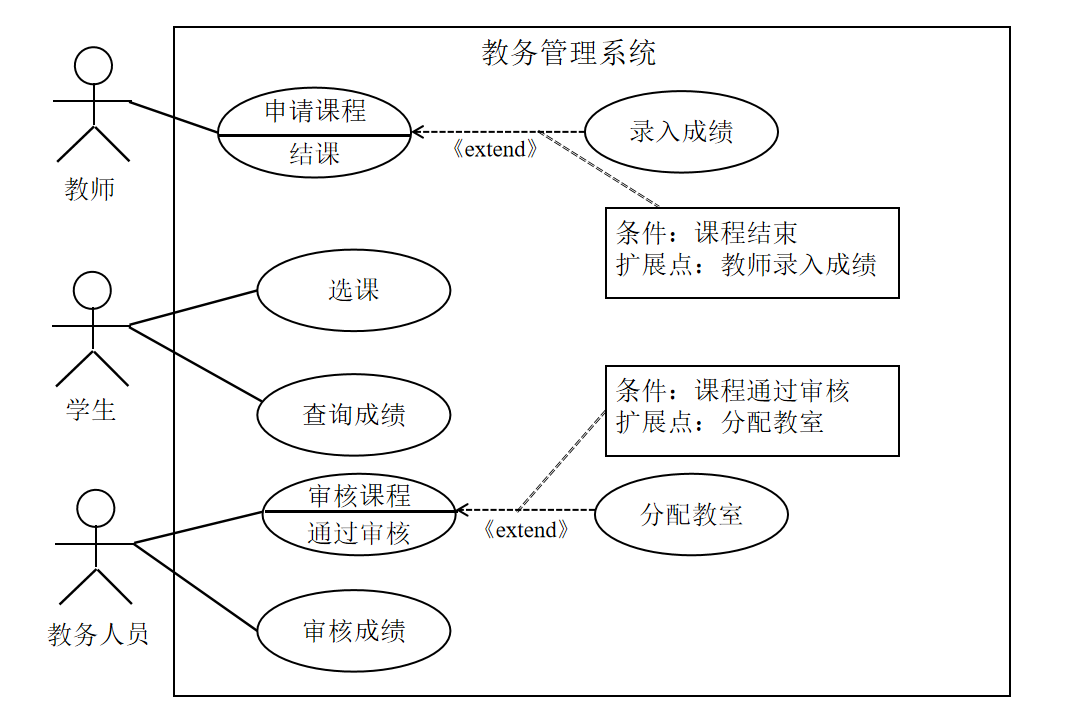 教务管理系统
申请课程
结课
《extend》
录入成绩
教师
条件：课程结束
扩展点：教师录入成绩
选课
学生
查询成绩
条件：课程通过审核
扩展点：分配教室
审核课程
通过审核
《extend》
分配教室
教务人员
审核成绩